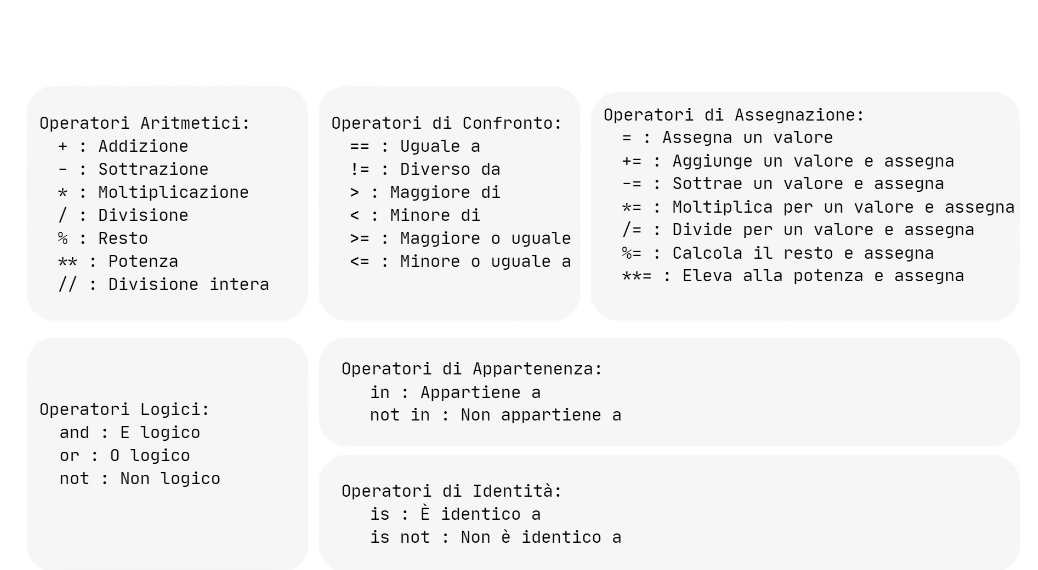 Operatori Aritmetici:
+ : Addizione
- : Sottrazione
* : Moltiplicazione
/ : Divisione
% : Resto
** : Potenza
// : Divisione intera
Operatori di Confronto:
== : Uguale a
!= : Diverso da
> : Maggiore di
< : Minore di
>= : Maggiore o uguale
<= : Minore o uguale a
Operatori di Assegnazione:
= : Assegna un valore
+= : Aggiunge un valore e assegna
-= : Sottrae un valore e assegna
*= : Moltiplica per un valore e assegna
/= : Divide per un valore e assegna
%= : Calcola il resto e assegna
**= : Eleva alla potenza e assegna
Operatori Logici:
and : E logico
or : O logico
not : Non logico
Operatori di Appartenenza:
in : Appartiene a
not in : Non appartiene a
Operatori di Identità:
is : È identico a
is not : Non è identico a